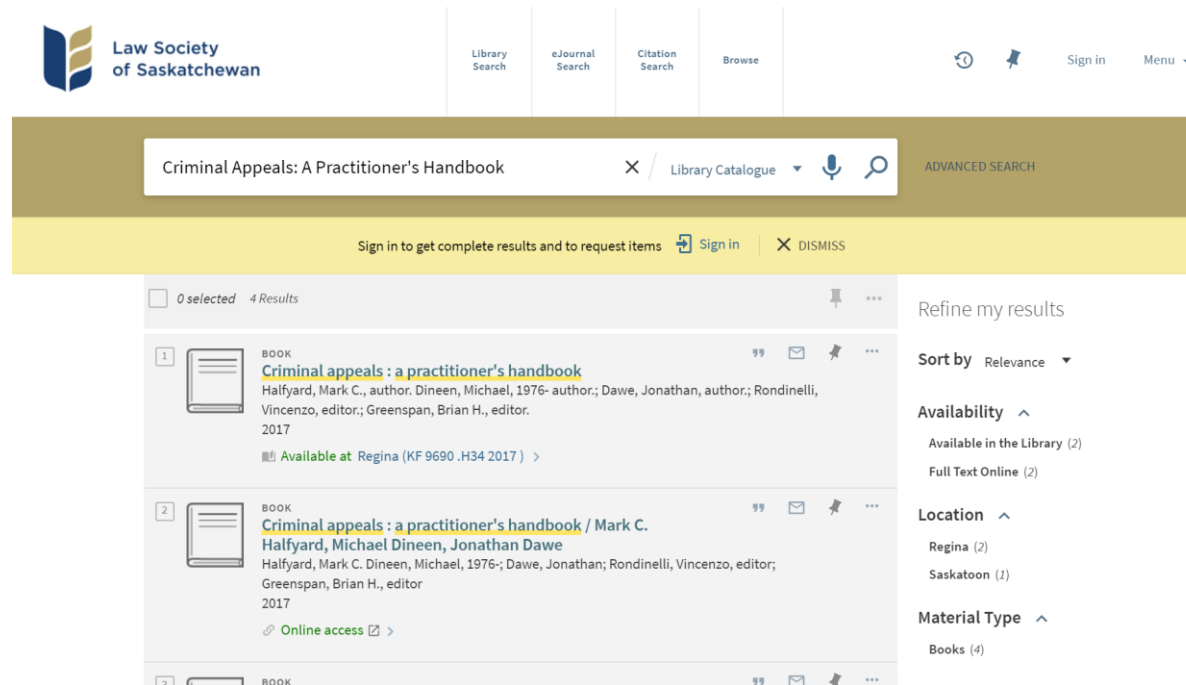 Law Society
of Saskatchewan
Library
Search
eJournal
Search
Citation
Search
Browse
Sign in
Menu
Criminal Appeals: A Practitioner's Handbook
Library Catalogue
ADVANCED SEARCH
Sign in to get complete results and to request items
Sign in
DISMISS
0 selected 4 Results
Refine my results
Sort by Relevance
Availability
Available in the Library (2)
Full Text Online (2)
Location
Regina (2)
Saskatoon (1)
Material Type
Books (4)
1
BOOK
Criminal appeals : a practitioner's handbook
Halfyard, Mark C., author. Dineen, Michael, 1976- author.; Dawe, Jonathan, author.; Rondinelli,
Vincenzo, editor.; Greenspan, Brian H., editor.
2017
Available at Regina (KF 9690 .H34 2017 )
2
BOOK
Criminal appeals : a practitioner's handbook / Mark C.
Halfyard, Michael Dineen, Jonathan Dawe
Halfyard, Mark C. Dineen, Michael, 1976-; Dawe, Jonathan; Rondinelli, Vincenzo, editor;
Greenspan, Brian H., editor
2017
Online access
3
BOOK